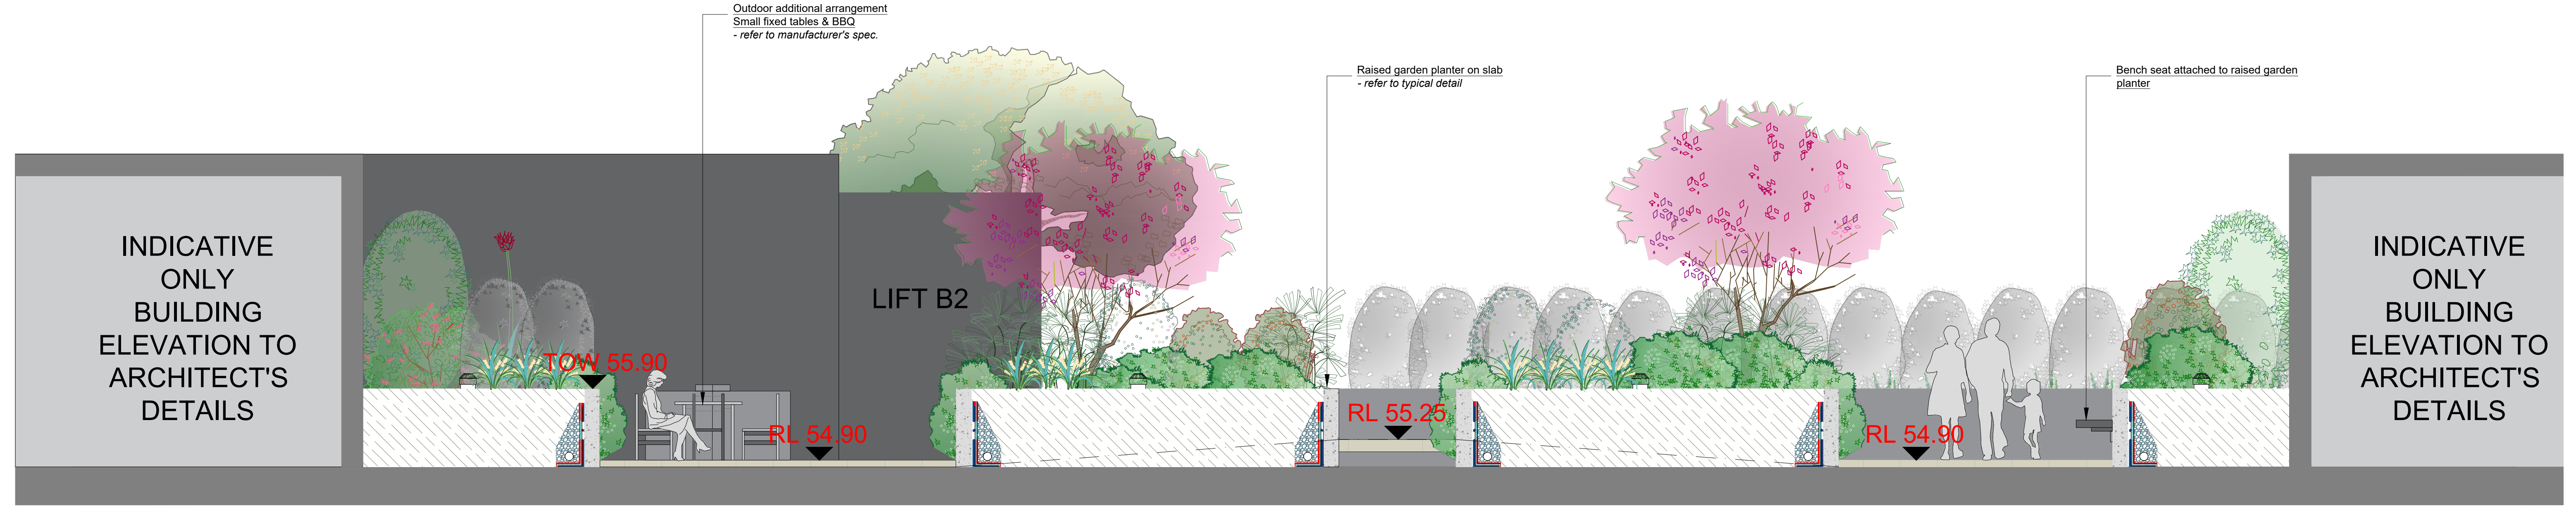 Outdoor additional arrangement
Small fixed tables & BBQ
- refer to manufacturer's spec.
Raised garden planter on slab
- refer to typical detail
Bench seat attached to raised garden
planter
INDICATIVE
ONLY
BUILDING
ELEVATION TO
ARCHITECT'S
DETAILS
LIFT B2
TOW 55.90
RL 54.90
RL 55.25
RL 54.90
INDICATIVE
ONLY
BUILDING
ELEVATION TO
ARCHITECT'S
DETAILS